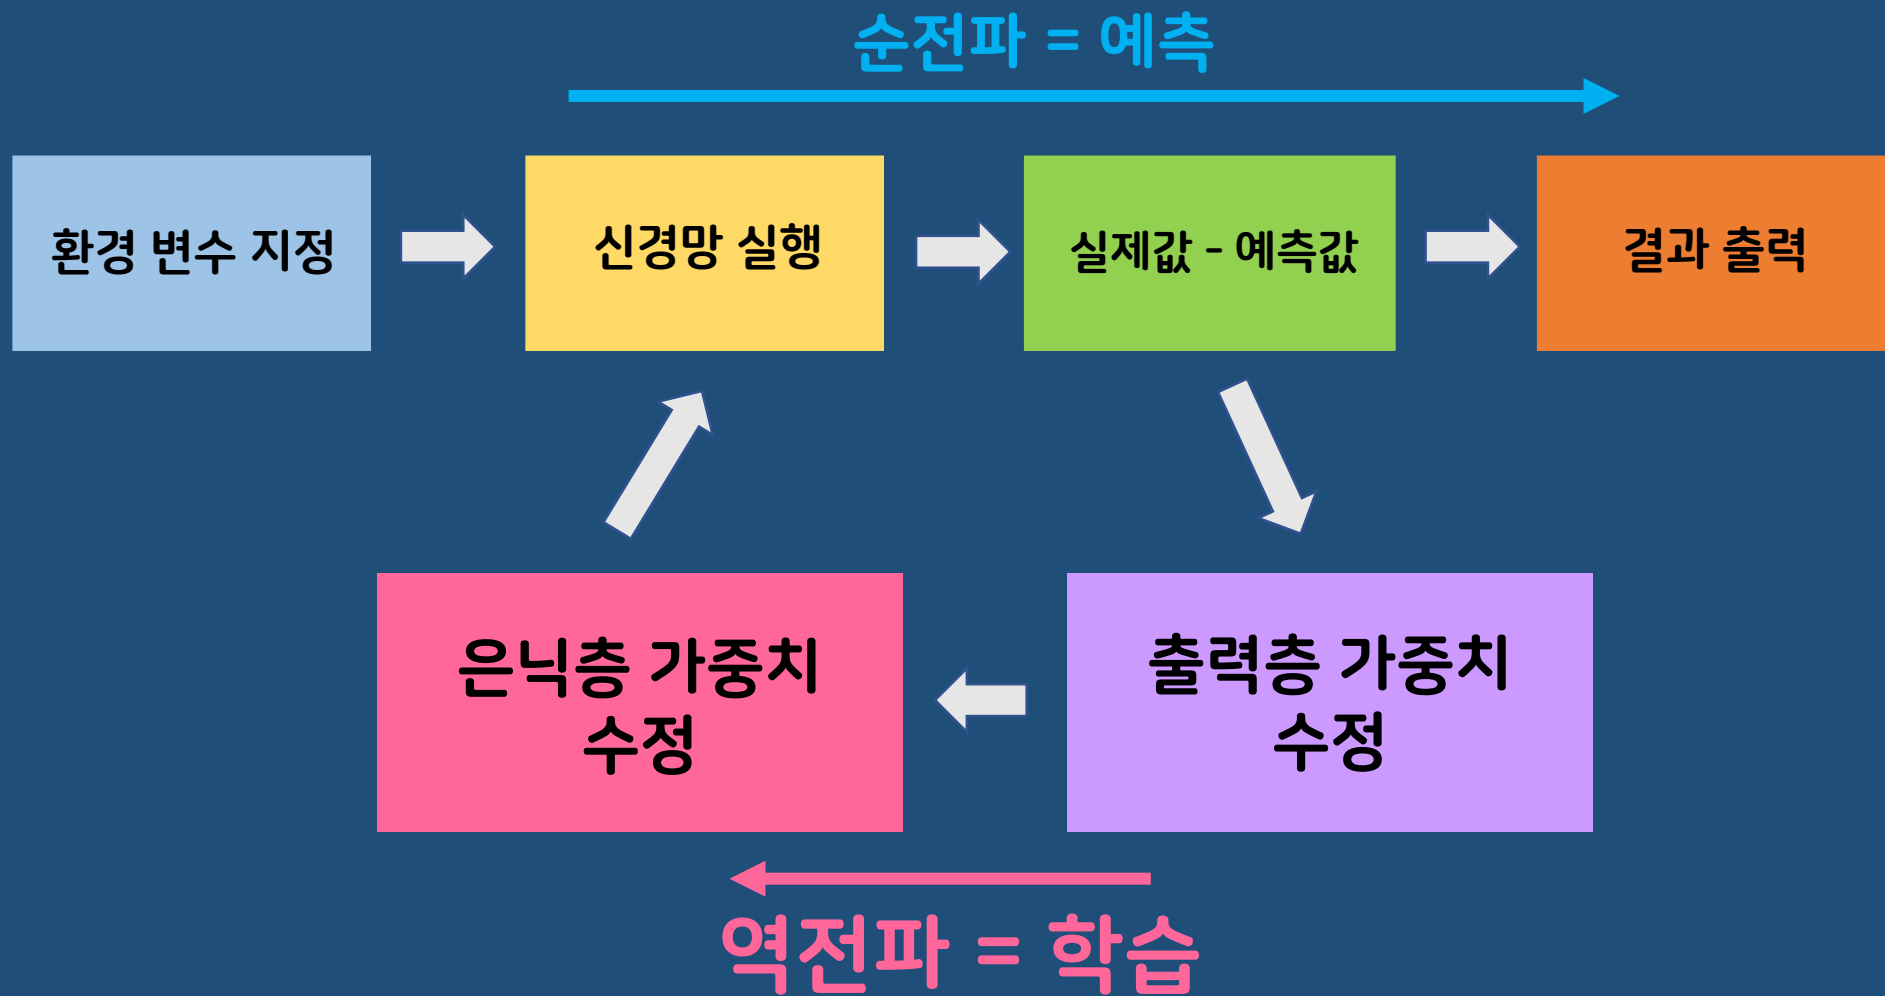 순전파 = 예측
환경 변수 지정
신경망 실행
실제값 - 예측값
결과 출력
은닉층 가중치
수정
출력층 가중치
수정
역전파 = 학습